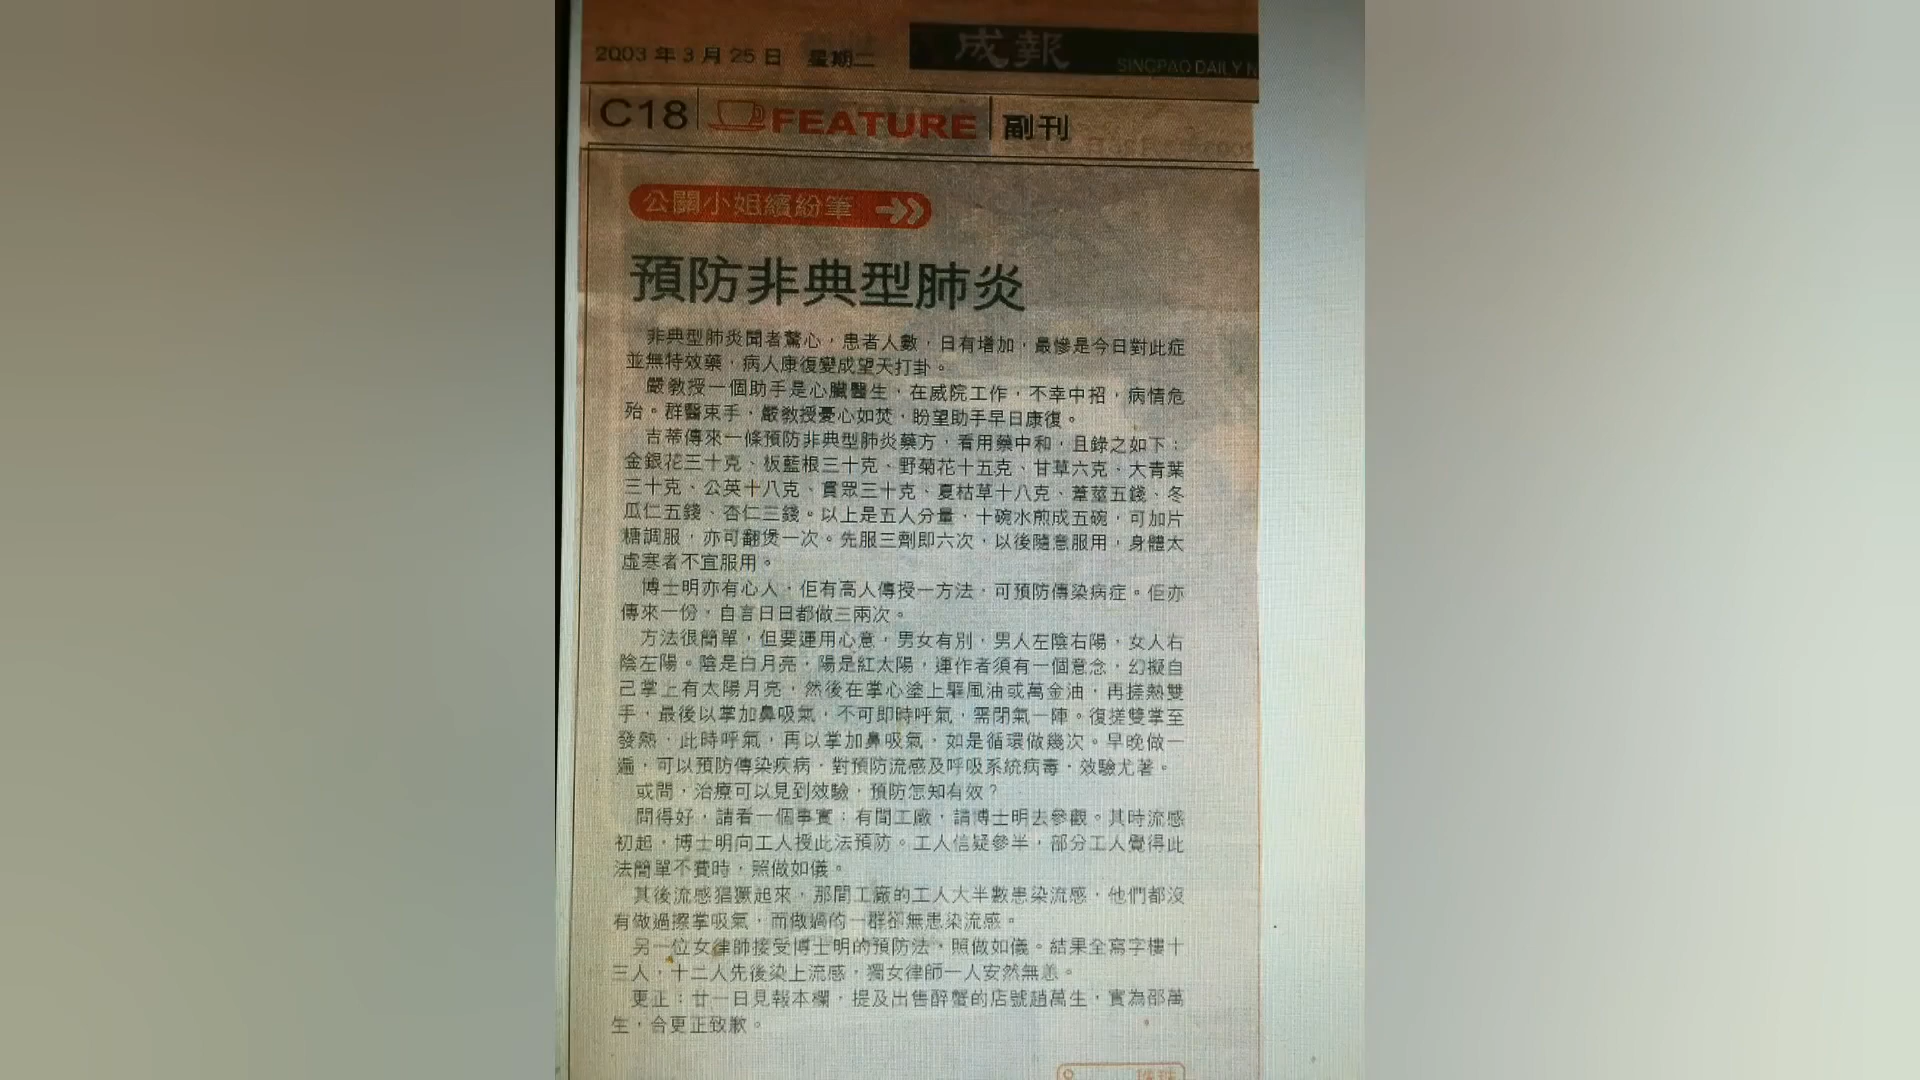 2003 年 3 月 25 日 星期二
成報
SINGPAO DAILY N
C18 FEATURE 副刊
公關小姐繽紛筆
預防非典型肺炎
非典型肺炎聞者驚心，患者人數，日有增加，最慘是今日對此症
並無特效藥，病人康復變成望天打卦。
嚴教授一個助手是心臟醫生，在威院工作，不幸中招，病情危
殆。群醫束手，嚴教授憂心如焚，盼望助手早日康復。
吉蒂傳來一條預防非典型肺炎藥方，看用藥中和，且錄之如下：
金銀花三十克、板藍根三十克、野菊花十五克、甘草六克、大青葉
三十克、公英十八克、貫眾三十克、夏枯草十八克、葦莖五錢、冬
瓜仁五錢、杏仁三錢。以上是五人分量，十碗水煎成五碗，可加片
糖調服，亦可翻煲一次。先服三劑即六次，以後隨意服用，身體太
虛寒者不宜服用。
博士明亦有心人，佢有高人傳授一方法，可預防傳染病症。佢亦
傳來一份，自言日日都做三兩次。
方法很簡單，但要運用心意，男女有別，男人左陰右陽，女人右
陰左陽。陰是白月亮，陽是紅太陽，運作者須有一個意念，幻擬自
己掌上有太陽月亮，然後在掌心塗上驅風油或萬金油，再搓熱雙
手，最後以掌加鼻吸氣，不可即時呼氣，需閉氣一陣。復搓雙掌至
發熱，此時呼氣，再以掌加鼻吸氣，如是循環做幾次。早晚做一
遍，可以預防傳染疾病，對預防流感及呼吸系統病毒，效驗尤著。
或問，治療可以見到效驗，預防怎知有效？
問得好，請看一個事實：有間工廠，請博士明去參觀。其時流感
初起，博士明向工人授此法預防。工人信疑參半，部分工人覺得此
法簡單不費時，照做如儀。
其後流感猖獗起來，那間工廠的工人大半數患染流感，他們都沒
有做過擦掌吸氣，而做過的一群卻無患染流感。
另一位女律師接受博士明的預防法，照做如儀。結果全寫字樓十
三人，十二人先後染上流感，獨女律師一人安然無恙。
更正：廿一日見報本欄，提及出售醉蟹的店號趙萬生，實為邵萬
生，合更正致歉。